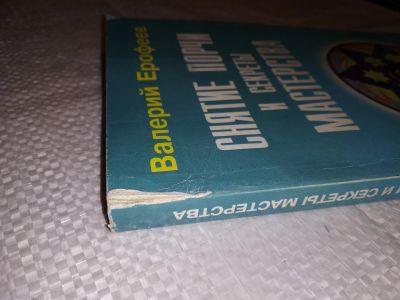 Валерий Ерофеев
СНЯТИЕ ПОРЧИ
И СЕКРЕТЫ
МАСТЕРСТВА
И СЕКРЕТЫ МАСТЕРСТВА